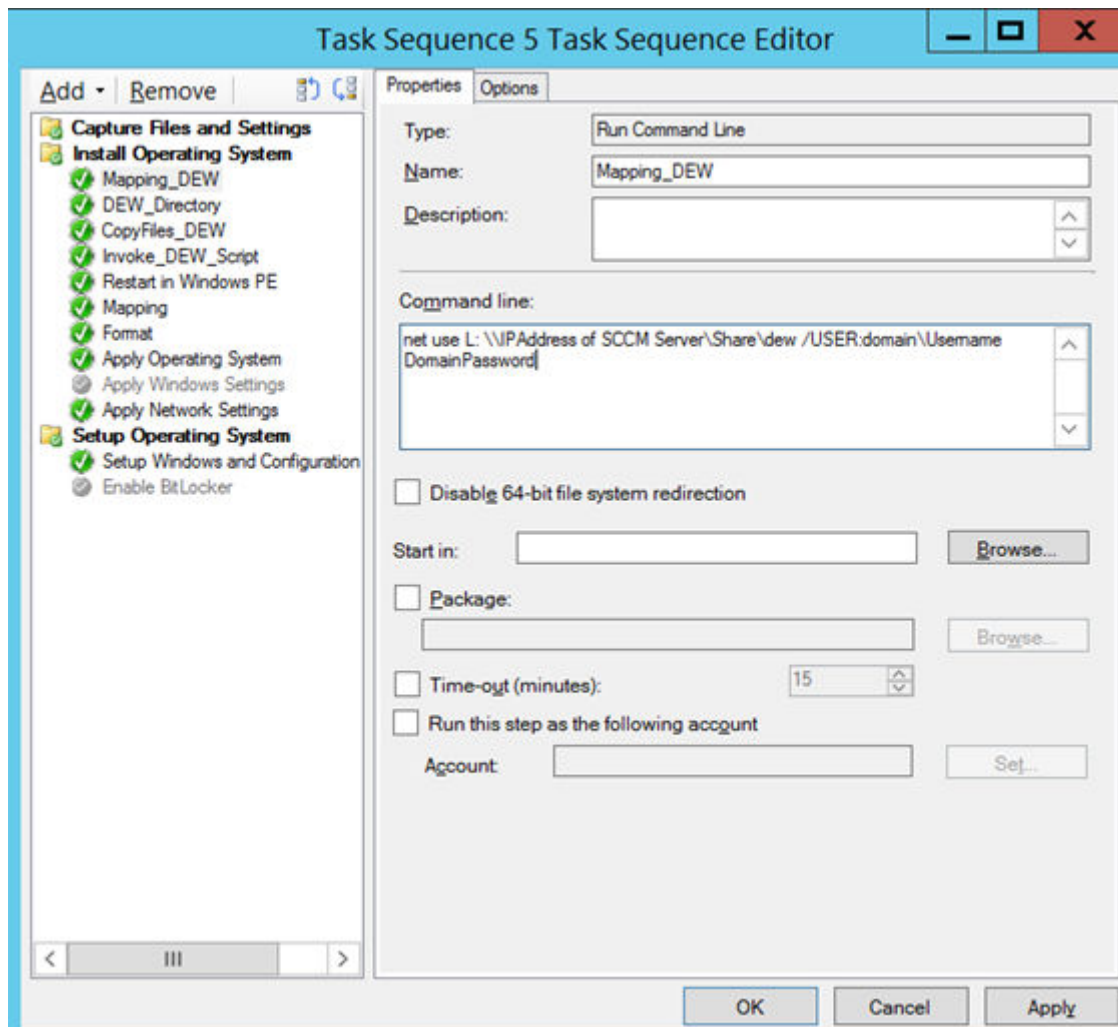 Task Sequence 5 Task Sequence Editor
X
Add
Remove
Capture Files and Settings
Install Operating System
Mapping_DEW
DEW_Directory
CopyFiles_DEW
Invoke_DEW_Script
Restart in Windows PE
Mapping
Format
Apply Operating System
Apply Windows Settings
Apply Network Settings
Setup Operating System
Setup Windows and Configuration
Enable BitLocker
Properties
Options
Type:
Run Command Line
Name:
Mapping_DEW
Description:
Command line:
net use L: \\IPAddress of SCCM Server\Share\dew /USER:domain\Username
DomainPassword
Disable 64-bit file system redirection
Start in:
Browse...
Package:
Browse...
Time-out (minutes):
15
Run this step as the following account
Account:
Set...
OK
Cancel
Apply